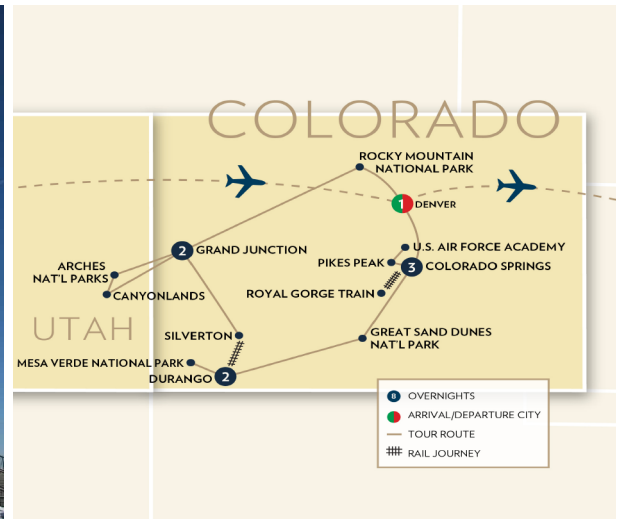 COLORADO
ROCKY MOUNTAIN
NATIONAL PARK
1 DENVER
2 GRAND JUNCTION
U.S. AIR FORCE ACADEMY
PIKES PEAK
3 COLORADO SPRINGS
ARCHES
NAT'L PARKS
CANYONLANDS
ROYAL GORGE TRAIN
UTAH
SILVERTON
GREAT SAND DUNES
NAT'L PARK
MESA VERDE NATIONAL PARK
DURANGO 2
8 OVERNIGHTS
ARRIVAL/DEPARTURE CITY
TOUR ROUTE
RAIL JOURNEY